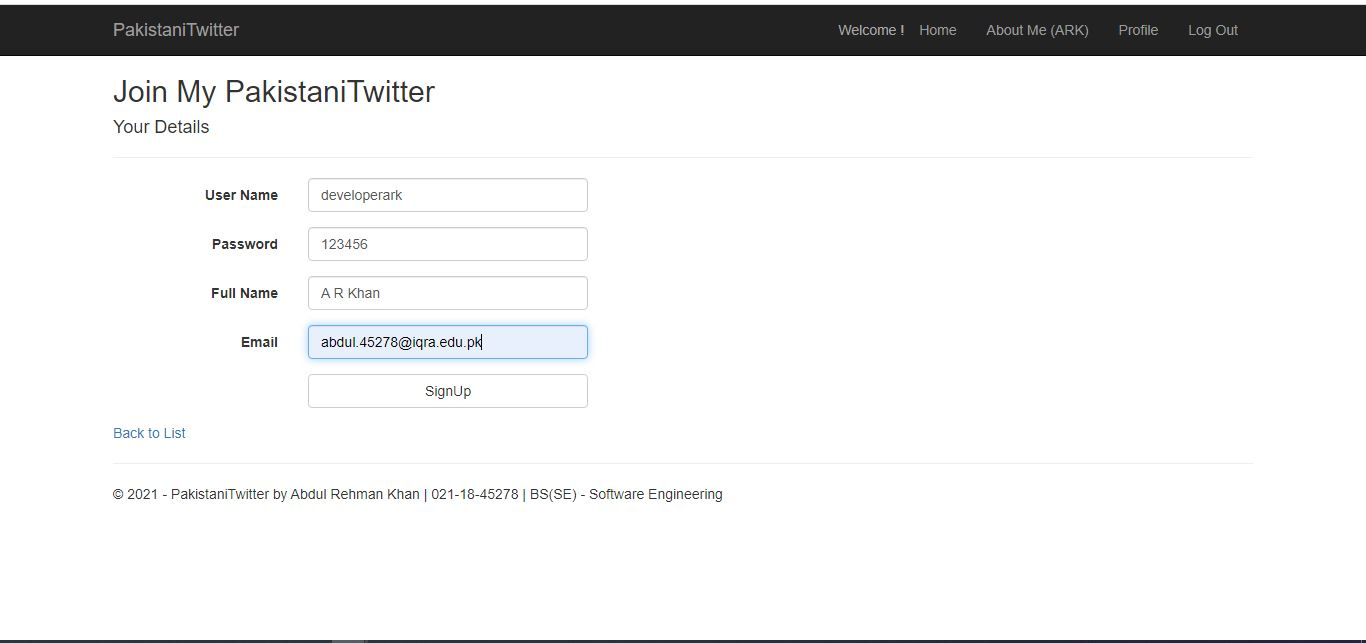 PakistaniTwitter Welcome ! Home About Me (ARK) Profile Log Out
Join My PakistaniTwitter
Your Details
User Name developerark
Password 123456
Full Name A R Khan
Email abdul.45278@iqra.edu.pk
SignUp
Back to List
© 2021 - PakistaniTwitter by Abdul Rehman Khan | 021-18-45278 | BS(SE) - Software Engineering